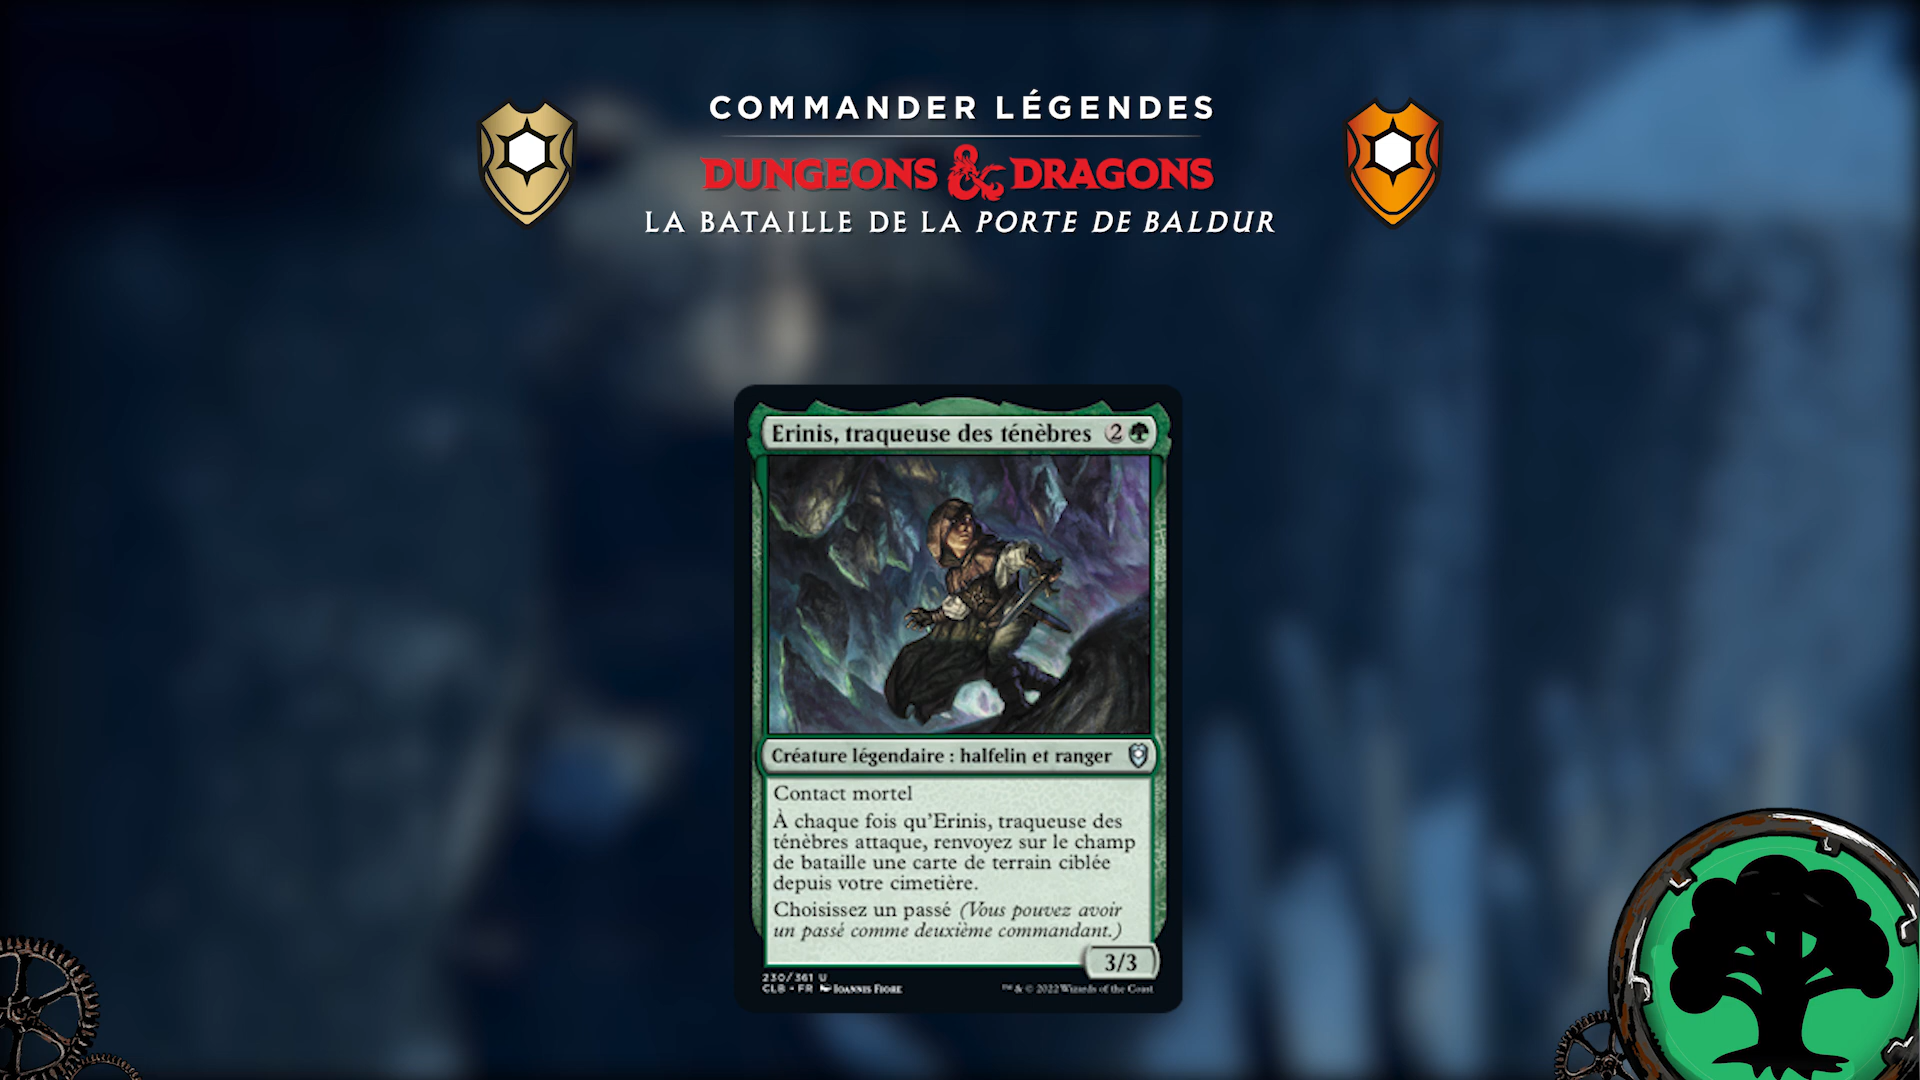 COMMANDER LÉGENDES
DUNGEONS & DRAGONS
LA BATAILLE DE LA PORTE DE BALDUR
Erinis, traqueuse des ténèbres 2
Créature légendaire : halfelin et ranger
Contact mortel
À chaque fois qu'Erinis, traqueuse des
ténèbres attaque, renvoyez sur le champ
de bataille une carte de terrain ciblée
depuis votre cimetière.
Choisissez un passé (Vous pouvez avoir
un passé comme deuxième commandant.)
3/3
230/361 U
CLB • FR Ioannis Fiore
™ & © 2022 Wizards of the Coast